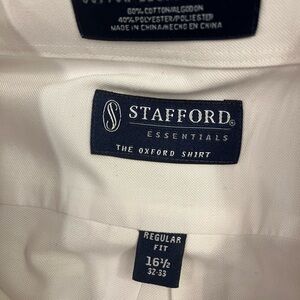 60% COTTON/ALGODON
40% POLYESTER/POLIESTER
MADE IN CHINA/HECHO EN CHINA
S STAFFORD®
ESSENTIALS
THE OXFORD SHIRT
REGULAR
FIT
16½
32-33